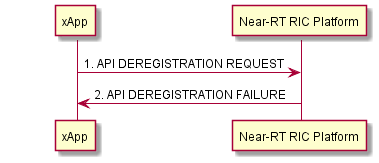 xApp
Near-RT RIC Platform
1. API DEREGISTRATION REQUEST
2. API DEREGISTRATION FAILURE
xApp
Near-RT RIC Platform